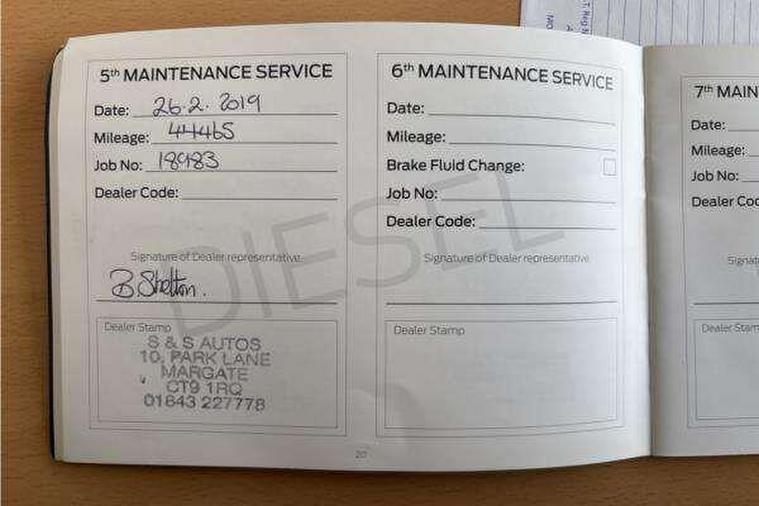 5th MAINTENANCE SERVICE
Date: 26.2.2019
Mileage: 44465
Job No: 18983
Dealer Code:
Signature of Dealer representative
B Shelton.
Dealer Stamp
S & S AUTOS
10, PARK LANE
MARGATE
CT9 1RQ
01843 227778
6th MAINTENANCE SERVICE
Date:
Mileage:
Brake Fluid Change:
Job No:
Dealer Code:
Signature of Dealer representative
Dealer Stamp
DIESEL
20
7th MAIN
Date:
Mileage:
Job No:
Dealer Cod
Signat
Dealer Stam